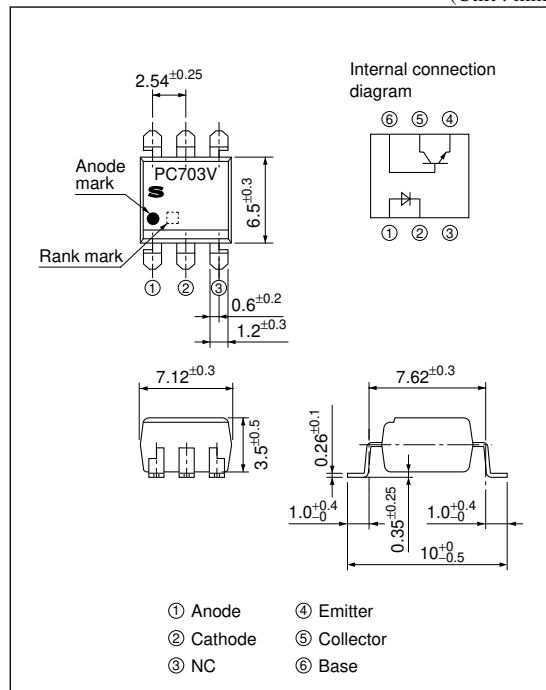 2.54±0.25
Internal connection
diagram
⑥ ⑤ ④
Anode
mark
PC703V
6.5±0.3
Rank mark
① ② ③
① ② ③
0.6±0.2
1.2±0.3
7.12±0.3
7.62±0.3
3.5±0.5
0.26±0.1
1.0+0.4−0
0.35±0.25
1.0+0.4−0
10+0−0.5
① Anode
④ Emitter
② Cathode
⑤ Collector
③ NC
⑥ Base